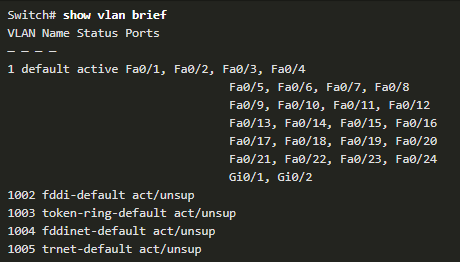 Switch# show vlan brief
VLAN Name Status Ports
— — — —
1 default active Fa0/1, Fa0/2, Fa0/3, Fa0/4
Fa0/5, Fa0/6, Fa0/7, Fa0/8
Fa0/9, Fa0/10, Fa0/11, Fa0/12
Fa0/13, Fa0/14, Fa0/15, Fa0/16
Fa0/17, Fa0/18, Fa0/19, Fa0/20
Fa0/21, Fa0/22, Fa0/23, Fa0/24
Gi0/1, Gi0/2
1002 fddi-default act/unsup
1003 token-ring-default act/unsup
1004 fddinet-default act/unsup
1005 trnet-default act/unsup